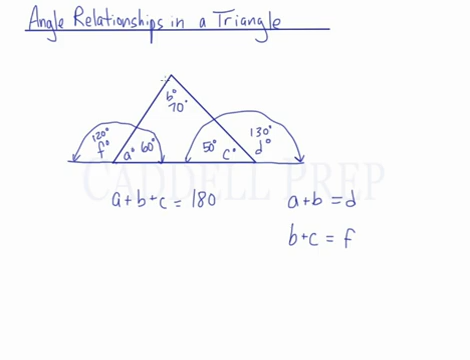 Angle Relationships in a Triangle
b°
70°
120°
f°
a° 60°
50° c°
130°
d°
CADDELL PREP
a+b+c = 180
a+b = d
b+c = f